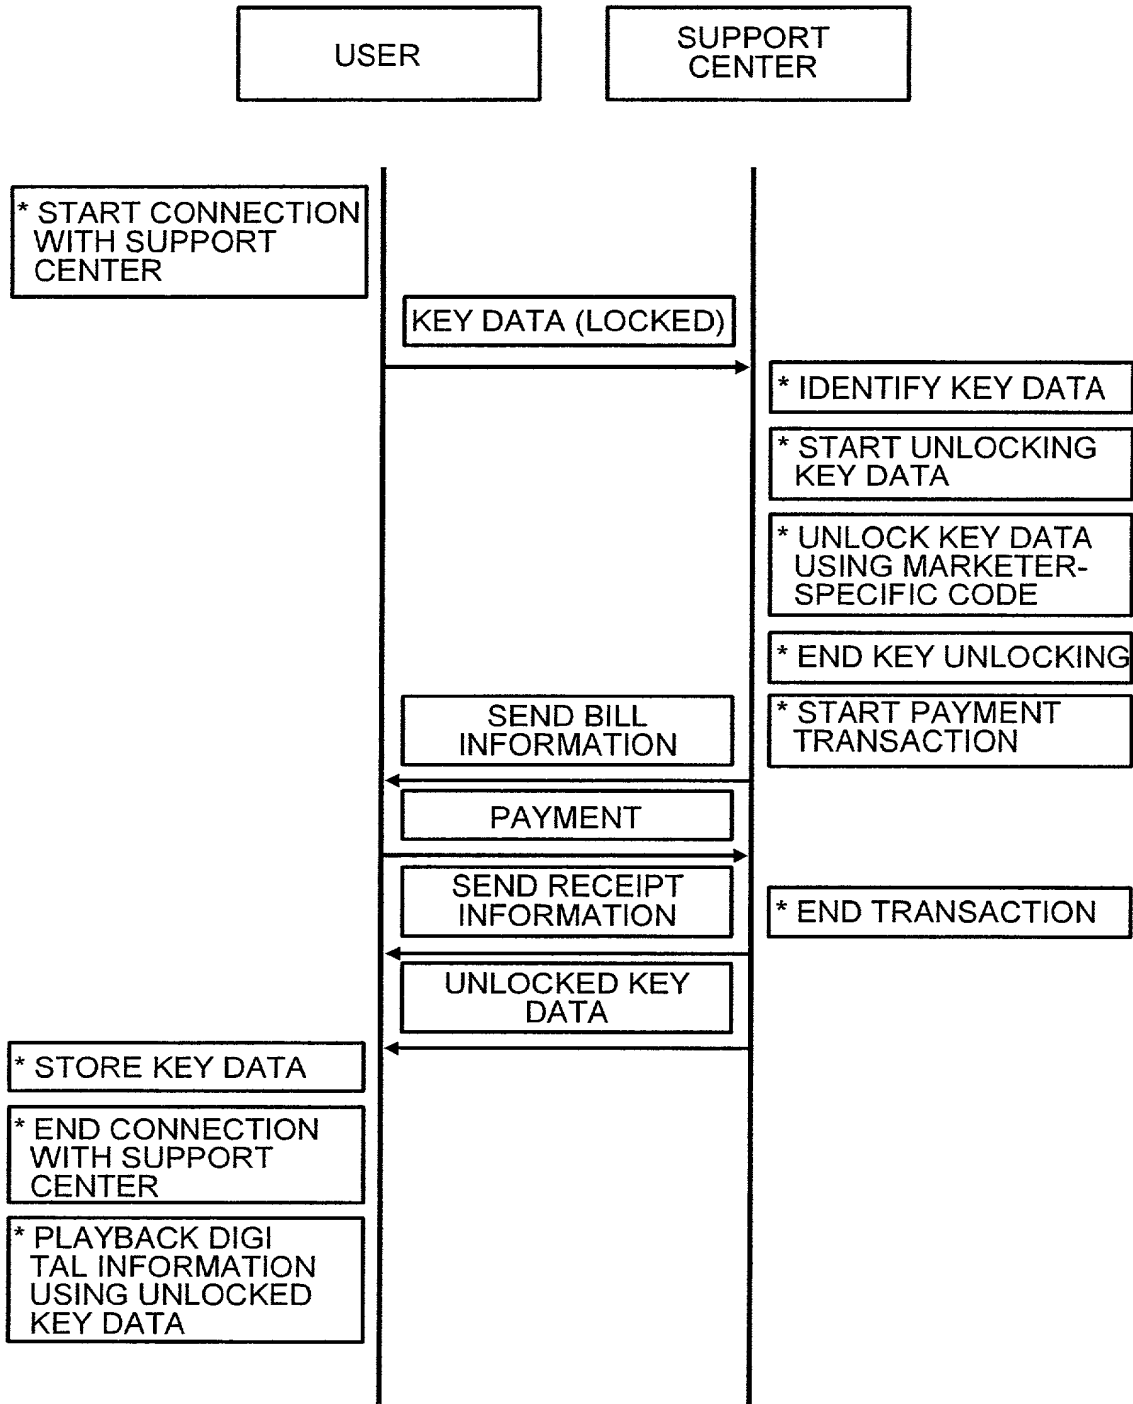 USER
SUPPORT
CENTER
* START CONNECTION
WITH SUPPORT
CENTER
KEY DATA (LOCKED)
* IDENTIFY KEY DATA
* START UNLOCKING
KEY DATA
* UNLOCK KEY DATA
USING MARKETER-
SPECIFIC CODE
* END KEY UNLOCKING
SEND BILL
INFORMATION
* START PAYMENT
TRANSACTION
PAYMENT
SEND RECEIPT
INFORMATION
* END TRANSACTION
UNLOCKED KEY
DATA
* STORE KEY DATA
* END CONNECTION
WITH SUPPORT
CENTER
* PLAYBACK DIGI
TAL INFORMATION
USING UNLOCKED
KEY DATA